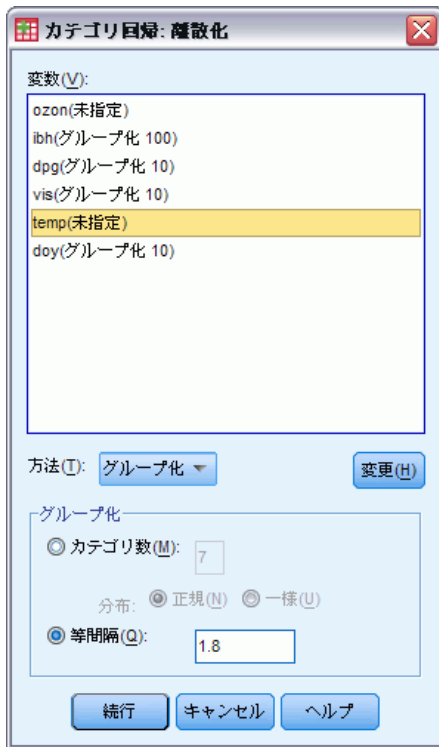 カテゴリ回帰: 離散化
変数(V):
ozon(未指定)
ibh(グループ化 100)
dpg(グループ化 10)
vis(グループ化 10)
temp(未指定)
doy(グループ化 10)
方法(T): グループ化 変更(H)
グループ化
カテゴリ数(M): 7
分布: 正規(N) 一様(U)
等間隔(Q): 1.8
続行 キャンセル ヘルプ